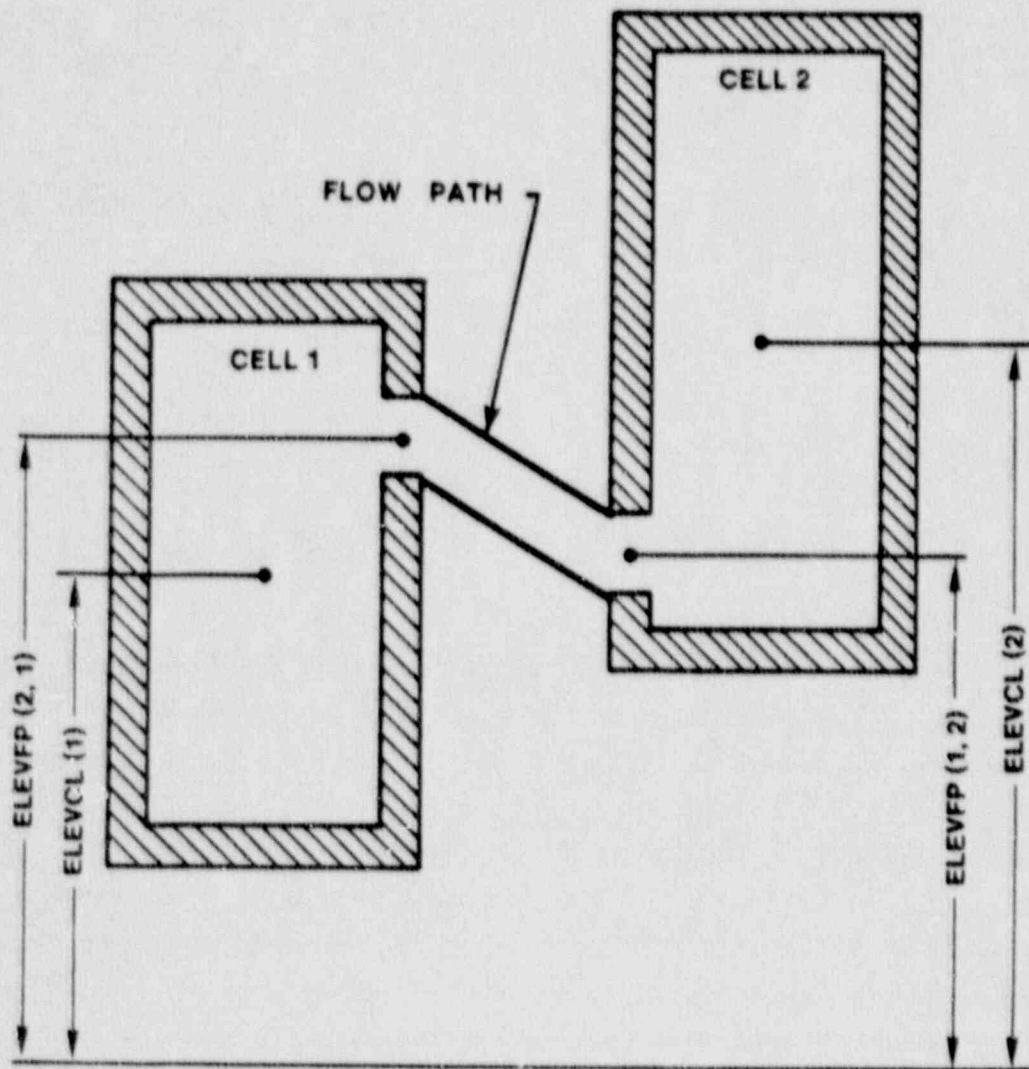 CELL 2
FLOW PATH
CELL 1
ELEVFP (2, 1)
ELEVCL (1)
ELEVFP (1, 2)
ELEVCL (2)